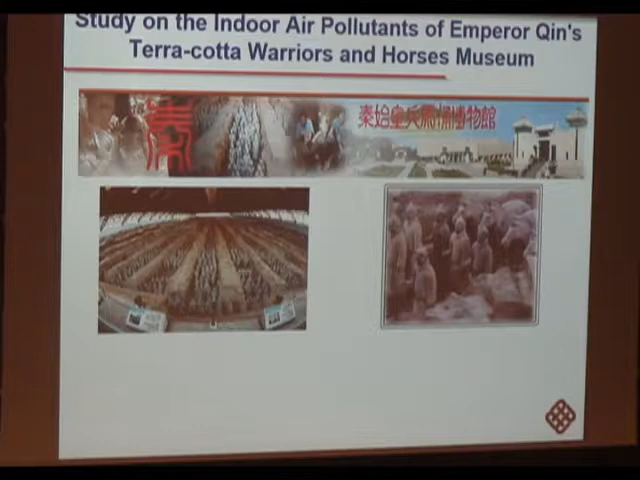 Study on the Indoor Air Pollutants of Emperor Qin's
Terra-cotta Warriors and Horses Museum
秦始皇兵馬俑博物館